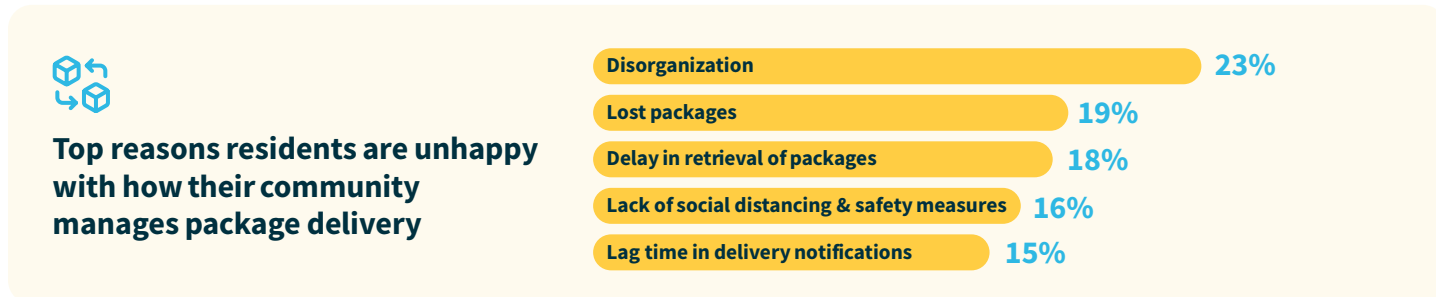 Top reasons residents are unhappy
with how their community
manages package delivery
Disorganization 23%
Lost packages 19%
Delay in retrieval of packages 18%
Lack of social distancing & safety measures 16%
Lag time in delivery notifications 15%